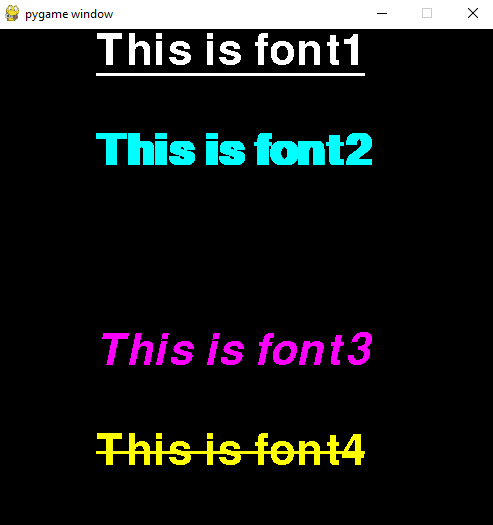 pygame window
This is font1
This is font2
This is font3
This is font4